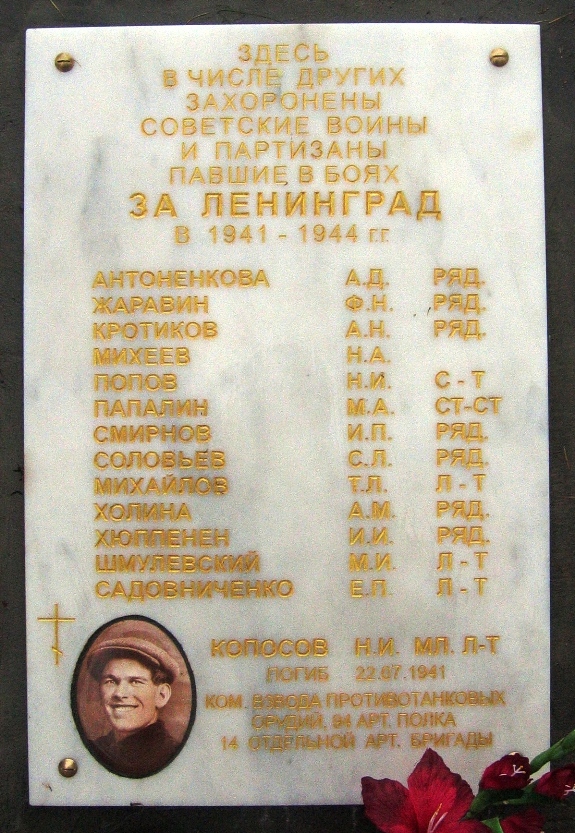 ЗДЕСЬ
В ЧИСЛЕ ДРУГИХ
ЗАХОРОНЕНЫ
СОВЕТСКИЕ ВОИНЫ
И ПАРТИЗАНЫ
ПАВШИЕ В БОЯХ
ЗА ЛЕНИНГРАД
В 1941 - 1944 г.г.
АНТОНЕНКОВА А.Д. РЯД.
ЖАРАВИН Ф.Н. РЯД.
КРОТИКОВ А.Н. РЯД.
МИХЕЕВ Н.А.
ПОПОВ Н.И. С - Т
ПАПАЛИН М.А. СТ-СТ
СМИРНОВ И.П. РЯД.
СОЛОВЬЕВ С.Л. РЯД.
МИХАЙЛОВ Т.Л. Л - Т
ХОЛИНА А.М. РЯД.
ХЮППЕНЕН И.И. РЯД.
ШМУЛЕВСКИЙ М.И. Л - Т
САДОВНИЧЕНКО Е.П. Л - Т
КОЛОСОВ Н.И. МЛ. Л-Т
ПОГИБ 22.07.1941
КОМ. ВЗВОДА ПРОТИВОТАНКОВЫХ
ОРУДИЙ, 94 АРТ. ПОЛКА
14 ОТДЕЛЬНОЙ АРТ. БРИГАДЫ